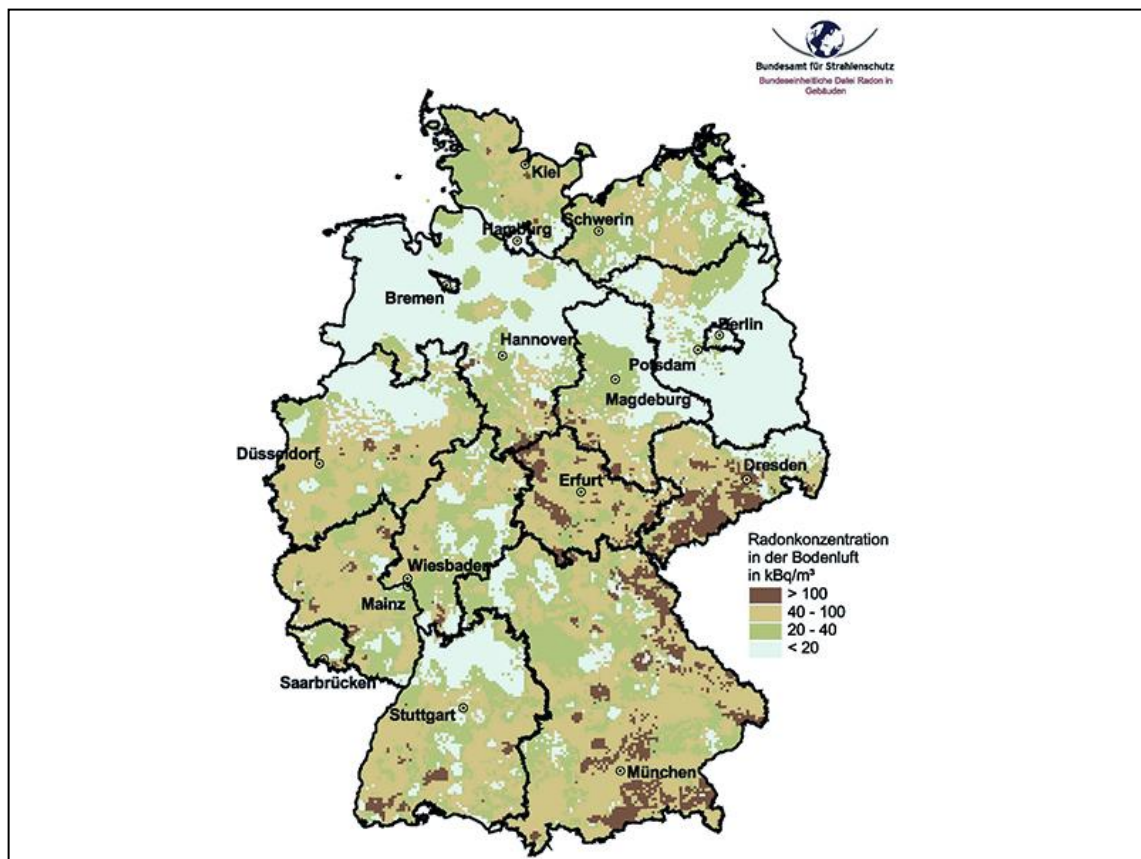 Bundesamt für Strahlenschutz
Bundeseinheitliche Datei Radon in
Gebäuden
Kiel
Schwerin
Hamburg
Bremen
Berlin
Hannover
Potsdam
Magdeburg
Düsseldorf
Dresden
Erfurt
Radonkonzentration
in der Bodenluft
in kBq/m³
> 100
40 - 100
20 - 40
< 20
Wiesbaden
Mainz
Saarbrücken
Stuttgart
München